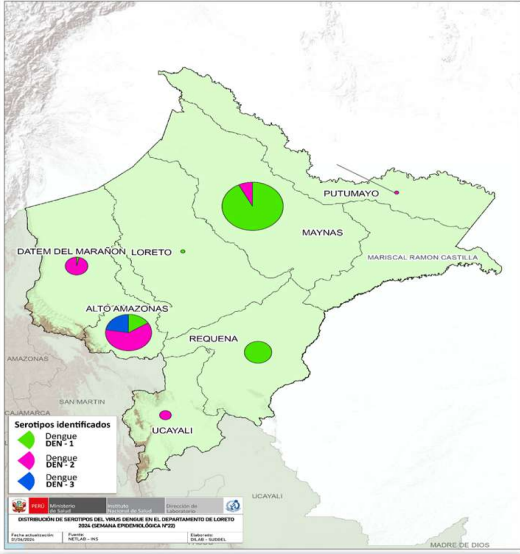 PUTUMAYO
MAYNAS
DATEM DEL MARAÑON
LORETO
MARISCAL RAMON CASTILLA
ALTO AMAZONAS
REQUENA
AMAZONAS
SAN MARTIN
CAJAMARCA
UCAYALI
Serotipos identificados
Dengue
DEN - 1
Dengue
DEN - 2
Dengue
DEN - 3
UCAYALI
PERÚ
Ministerio
de Salud
Instituto
Nacional de Salud
Dirección de
Laboratorio
DISTRIBUCIÓN DE SEROTIPOS DEL VIRUS DENGUE EN EL DEPARTAMENTO DE LORETO
2024 (SEMANA EPIDEMIOLÓGICA N°22)
Fecha actualización
Fuente:
NETLAB - INS
Elaborado:
MADRE DE DIOS